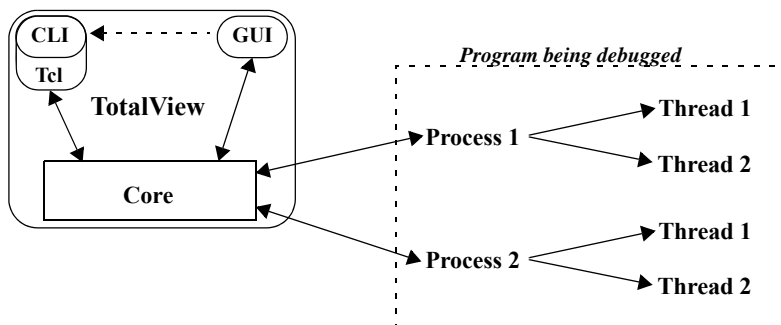 CLI
GUI
Tcl
TotalView
Core
Program being debugged
Process 1
Thread 1
Thread 2
Process 2
Thread 1
Thread 2